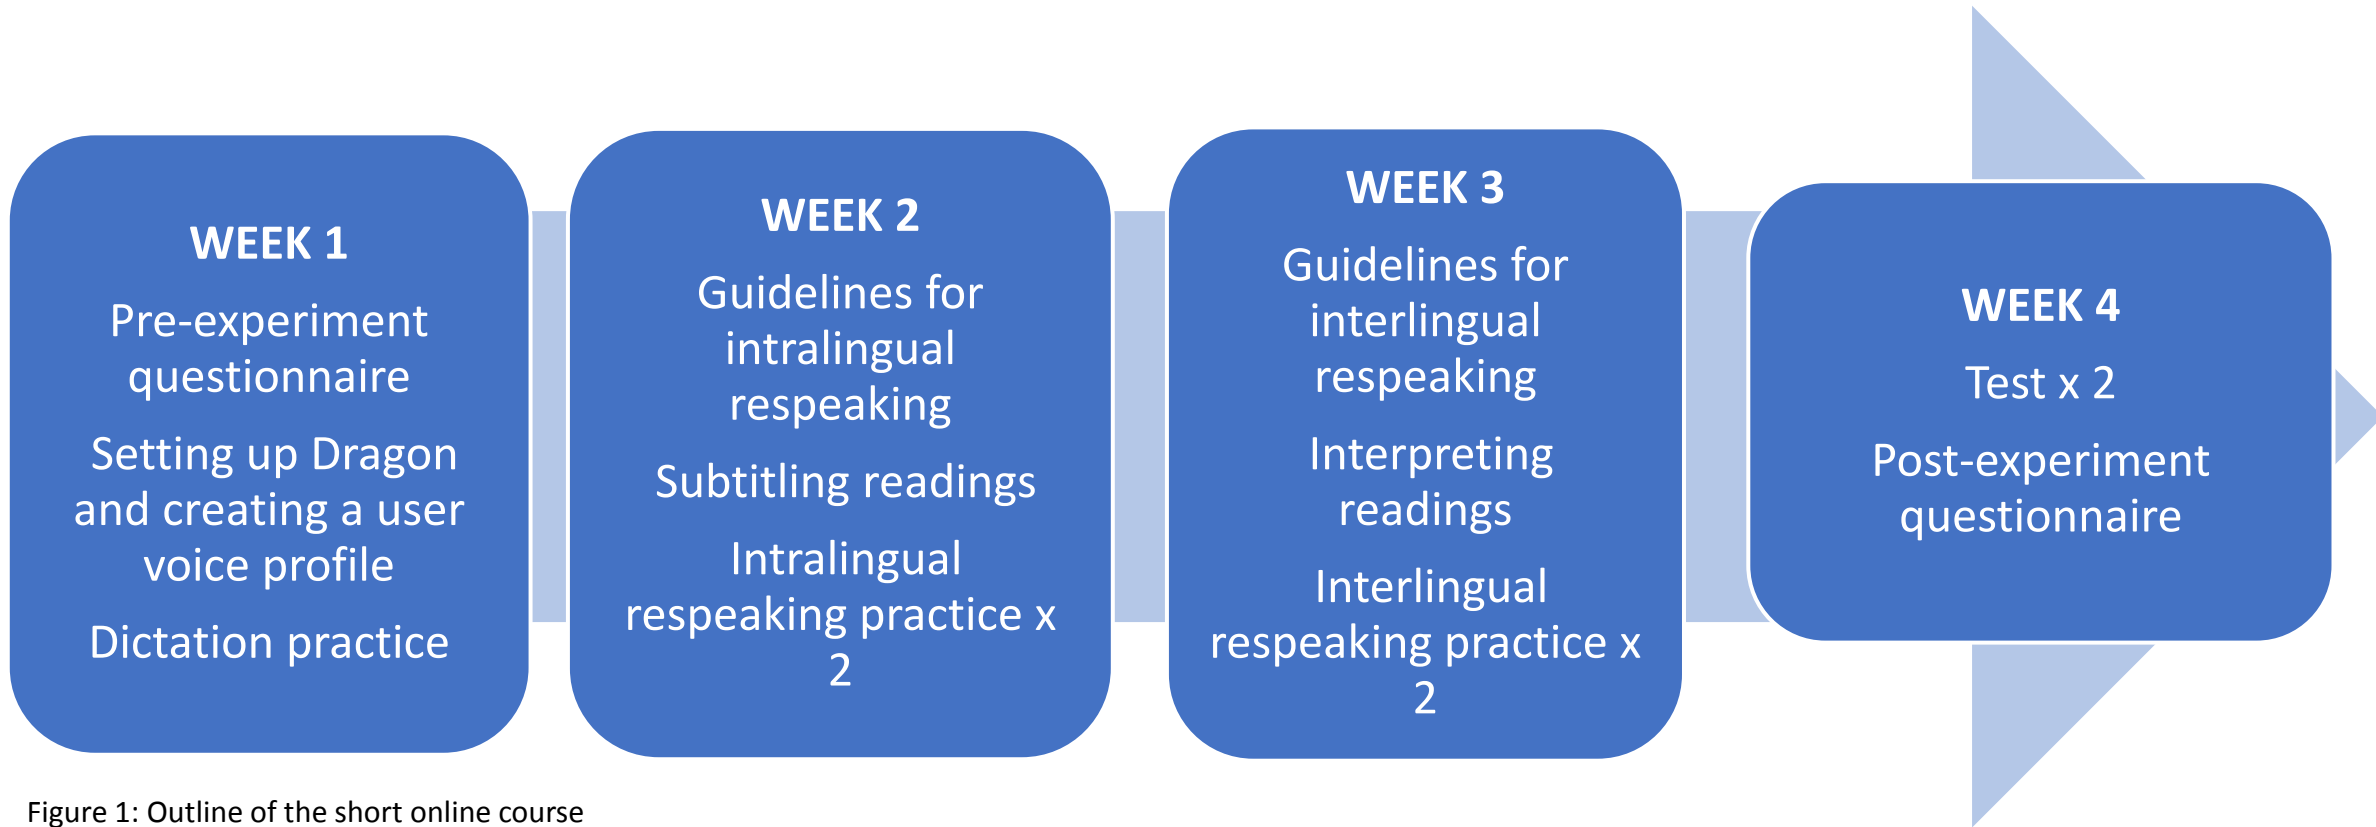 WEEK 1
Pre-experiment
questionnaire
Setting up Dragon
and creating a user
voice profile
Dictation practice
WEEK 2
Guidelines for
intralingual
respeaking
Subtitling readings
Intralingual
respeaking practice x
2
WEEK 3
Guidelines for
interlingual
respeaking
Interpreting
readings
Interlingual
respeaking practice x
2
WEEK 4
Test x 2
Post-experiment
questionnaire
Figure 1: Outline of the short online course